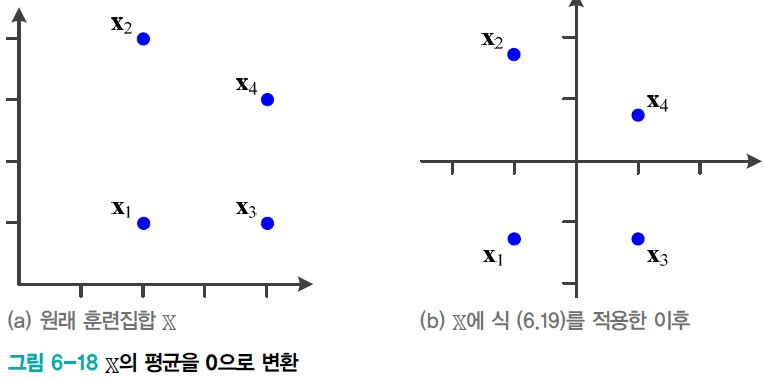 x₂
x₄
x₁
x₃
x₂
x₄
x₁
x₃
(a) 원래 훈련집합 𝕏
(b) 𝕏에 식 (6.19)를 적용한 이후
그림 6-18 𝕏의 평균을 0으로 변환